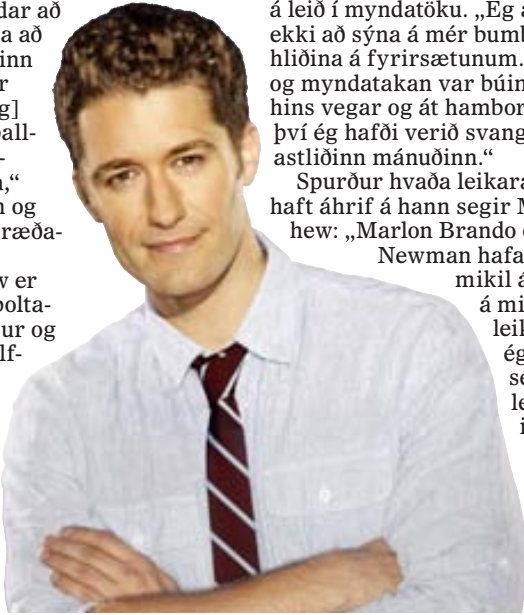 dar að
a að
inn
r
g]
ball-
-
,“
n og
ræða-
v er
bolta-
ur og
lf-
á leið í myndatöku. „Ég
ekki að sýna á mér bumb
hliðina á fyrirsætunum.
og myndatakan var búin
hins vegar og át hambor
því ég hafði verið svang
astliðinn mánuðinn.“
Spurður hvaða leikara
haft áhrif á hann segir M
hew: „Marlon Brando
Newman hafa
mikil á
á mi
leik
ég
se
le
i